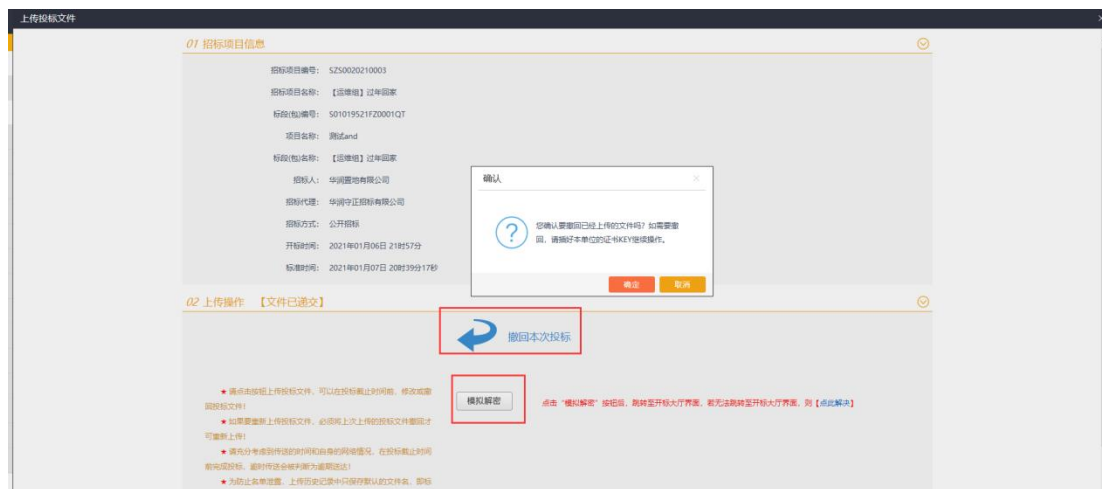 上传投标文件
01 招标项目信息
招标项目编号： SZS0020210003
招标项目名称： 【运维组】过年回家
标段(包)编号： S01019521FZ0001QT
项目名称： 测试and
标段(包)名称： 【运维组】过年回家
招标人： 华润置地有限公司
招标代理： 华润守正招标有限公司
招标方式： 公开招标
开标时间： 2021年01月06日 21时57分
标准时间： 2021年01月07日 20时39分17秒
确认
您确认要撤回已经上传的文件吗？如需要撤
回，请插好本单位的证书KEY继续操作。
确定 取消
02 上传操作 【文件已递交】
撤回本次投标
★ 请点击按钮上传投标文件，可以在投标截止时间前，修改或撤
回投标文件！
★ 如果要重新上传投标文件，必须将上次上传的投标文件撤回才
可重新上传！
★ 请充分考虑到传送的时间和自身的网络情况，在投标截止时间
前完成投标，逾时传送会被判断为逾期送达！
★ 为防止名单泄露，上传历史记录中只保存默认的文件名，即标
模拟解密
点击“模拟解密”按钮后，跳转至开标大厅界面，若无法跳转至开标大厅界面，则【点此解决】